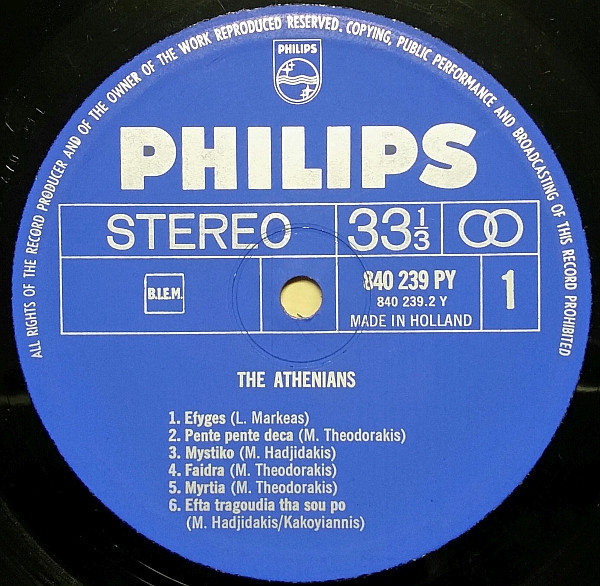 ALL RIGHTS OF THE RECORD PRODUCER AND OF THE OWNER OF THE WORK REPRODUCED RESERVED. COPYING, PUBLIC PERFORMANCE AND BROADCASTING OF THIS RECORD PROHIBITED
PHILIPS
PHILIPS
STEREO 33 1/3
B.I.E.M. 840 239 PY 1
840 239.2 Y
MADE IN HOLLAND
THE ATHENIANS
1. Efyges (L. Markeas)
2. Pente pente deca (M. Theodorakis)
3. Mystiko (M. Hadjidakis)
4. Faidra (M. Theodorakis)
5. Myrtia (M. Theodorakis)
6. Efta tragoudia tha sou po
(M. Hadjidakis/Kakoyiannis)